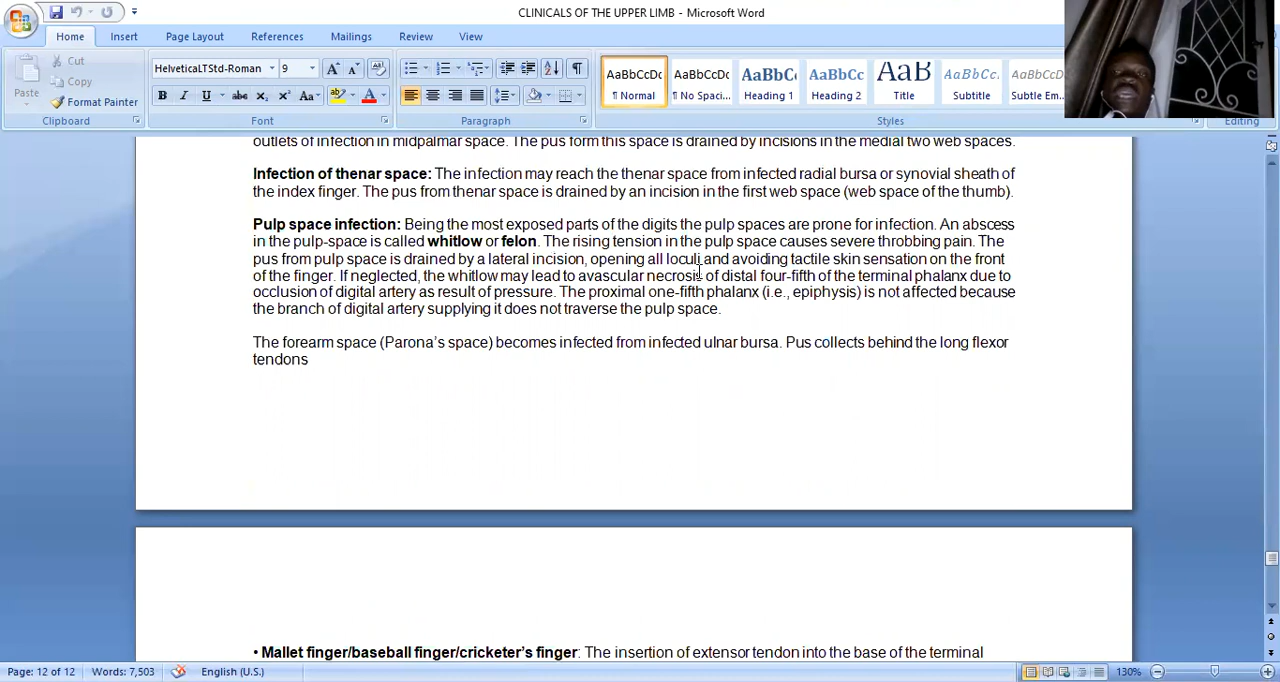 CLINICALS OF THE UPPER LIMB - Microsoft Word
Home Insert Page Layout References Mailings Review View
Cut
Copy
Paste
Format Painter
Clipboard
HelveticaLTStd-Roman 9
Font
Paragraph
AaBbCcDc AaBbCcDc AaBbC AaBbCc AaB AaBbCc. AaBbCcDc
¶ Normal ¶ No Spaci... Heading 1 Heading 2 Title Subtitle Subtle Em...
Styles
Editing
outlets of infection in midpalmar space. The pus form this space is drained by incisions in the medial two web spaces.
Infection of thenar space: The infection may reach the thenar space from infected radial bursa or synovial sheath of
the index finger. The pus from thenar space is drained by an incision in the first web space (web space of the thumb).
Pulp space infection: Being the most exposed parts of the digits the pulp spaces are prone for infection. An abscess
in the pulp-space is called whitlow or felon. The rising tension in the pulp space causes severe throbbing pain. The
pus from pulp space is drained by a lateral incision, opening all loculi and avoiding tactile skin sensation on the front
of the finger. If neglected, the whitlow may lead to avascular necrosis of distal four-fifth of the terminal phalanx due to
occlusion of digital artery as result of pressure. The proximal one-fifth phalanx (i.e., epiphysis) is not affected because
the branch of digital artery supplying it does not traverse the pulp space.
The forearm space (Parona’s space) becomes infected from infected ulnar bursa. Pus collects behind the long flexor
tendons
• Mallet finger/baseball finger/cricketer’s finger: The insertion of extensor tendon into the base of the terminal
Page: 12 of 12 Words: 7,503 English (U.S.) 130%